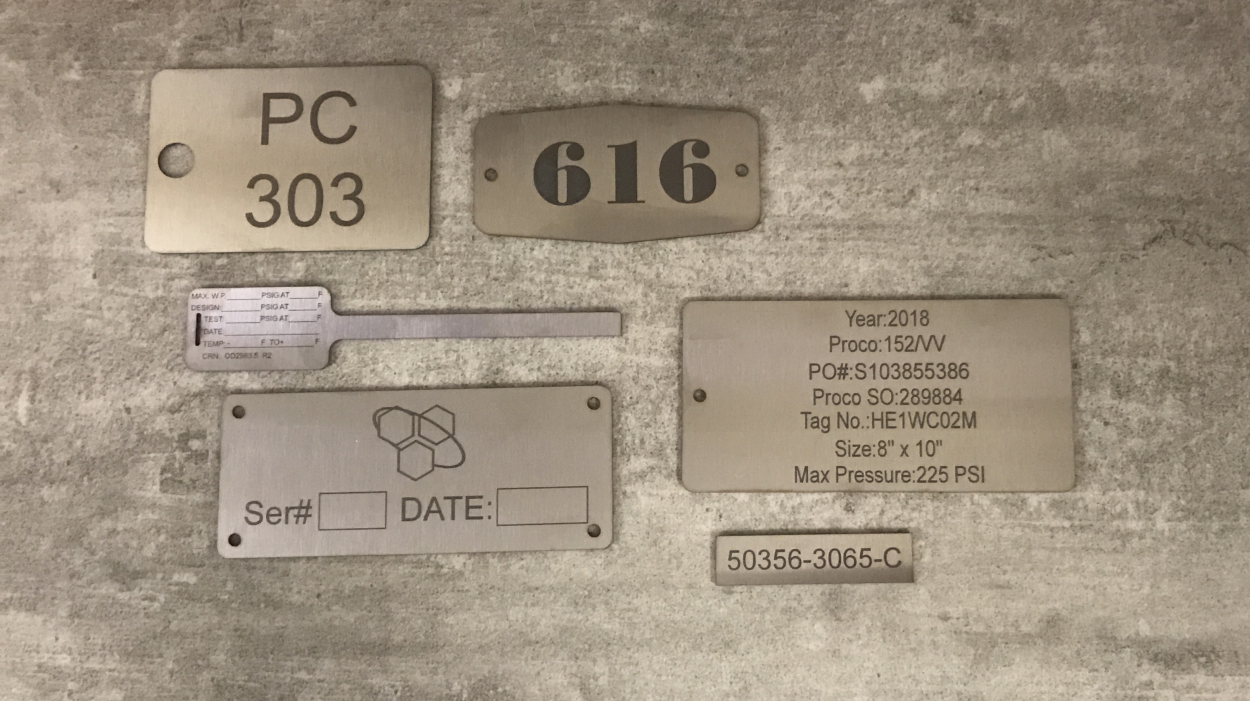 PC
303
616
MAX. W.P. PSIG AT F
DESIGN: PSIG AT F
TEST: PSIG AT F
DATE:
TEMP:- F TO+ F
CRN:
Ser# DATE:
Year:2018
Proco:152/VV
PO#:S103855386
Proco SO:289884
Tag No.:HE1WC02M
Size:8" x 10"
Max Pressure:225 PSI
50356-3065-C